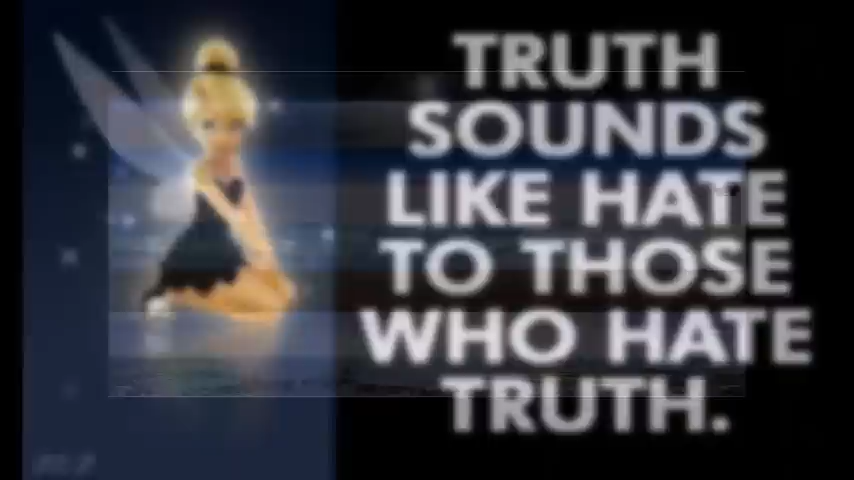 TRUTH
SOUNDS
LIKE HATE
TO THOSE
WHO HATE
TRUTH.